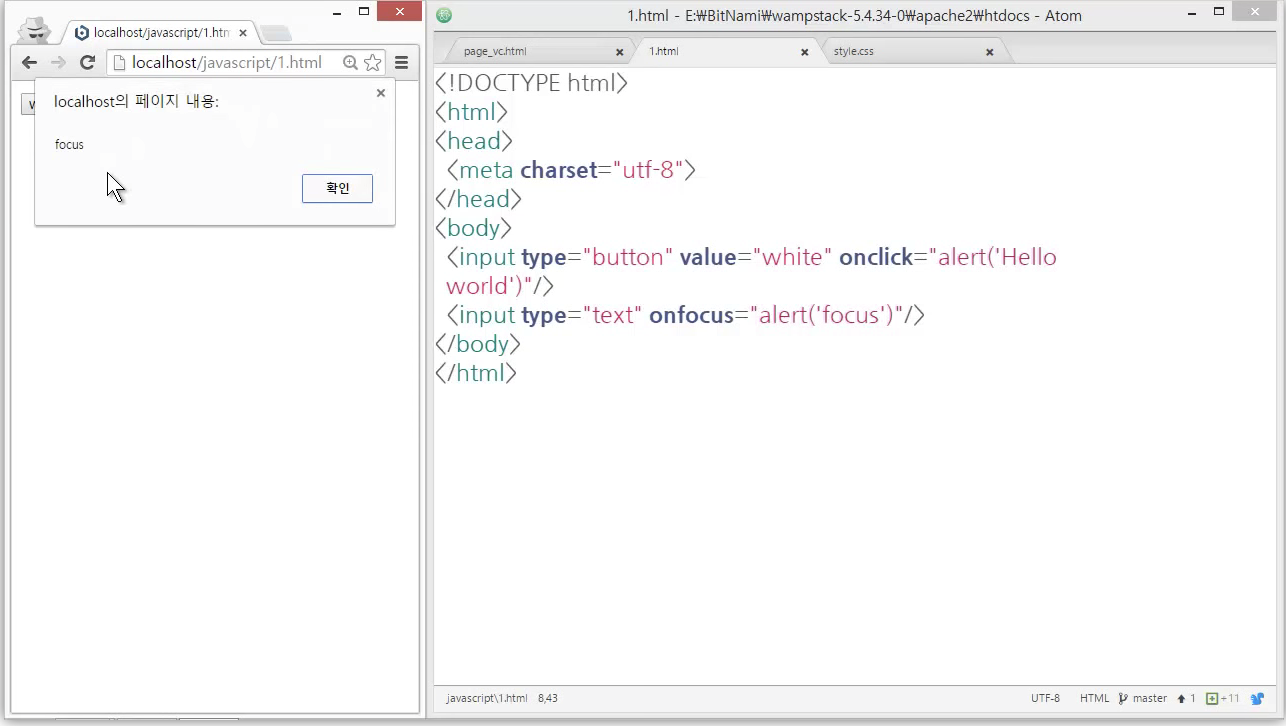 localhost/javascript/1.htm
localhost/javascript/1.html
localhost의 페이지 내용:
focus
확인
1.html - E:₩BitNami₩wampstack-5.4.34-0₩apache2₩htdocs - Atom
page_vc.html
1.html
style.css
<!DOCTYPE html>
<html>
<head>
<meta charset="utf-8">
</head>
<body>
<input type="button" value="white" onclick="alert('Hello
world')"/>
<input type="text" onfocus="alert('focus')"/>
</body>
</html>
javascript\1.html 8,43
UTF-8 HTML master 1 +11